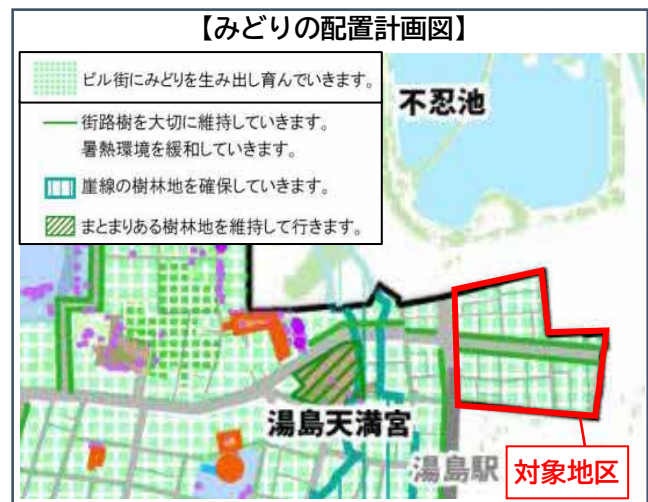 【みどりの配置計画図】
ビル街にみどりを生み出し育んでいきます。
街路樹を大切に維持していきます。
暑熱環境を緩和していきます。
崖線の樹林地を確保していきます。
まとまりある樹林地を維持して行きます。
不忍池
湯島天満宮
湯島駅
対象地区